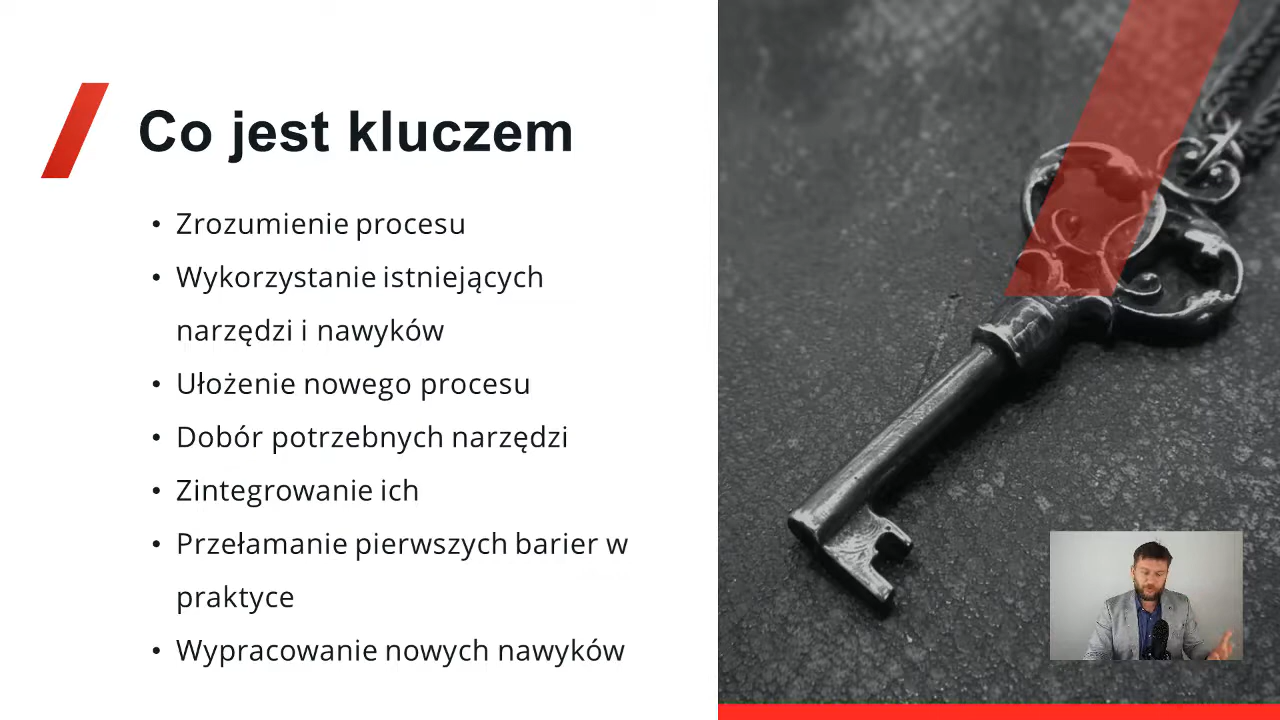 Co jest kluczem
• Zrozumienie procesu
• Wykorzystanie istniejących
narzędzi i nawyków
• Ułożenie nowego procesu
• Dobór potrzebnych narzędzi
• Zintegrowanie ich
• Przełamanie pierwszych barier w
praktyce
• Wypracowanie nowych nawyków